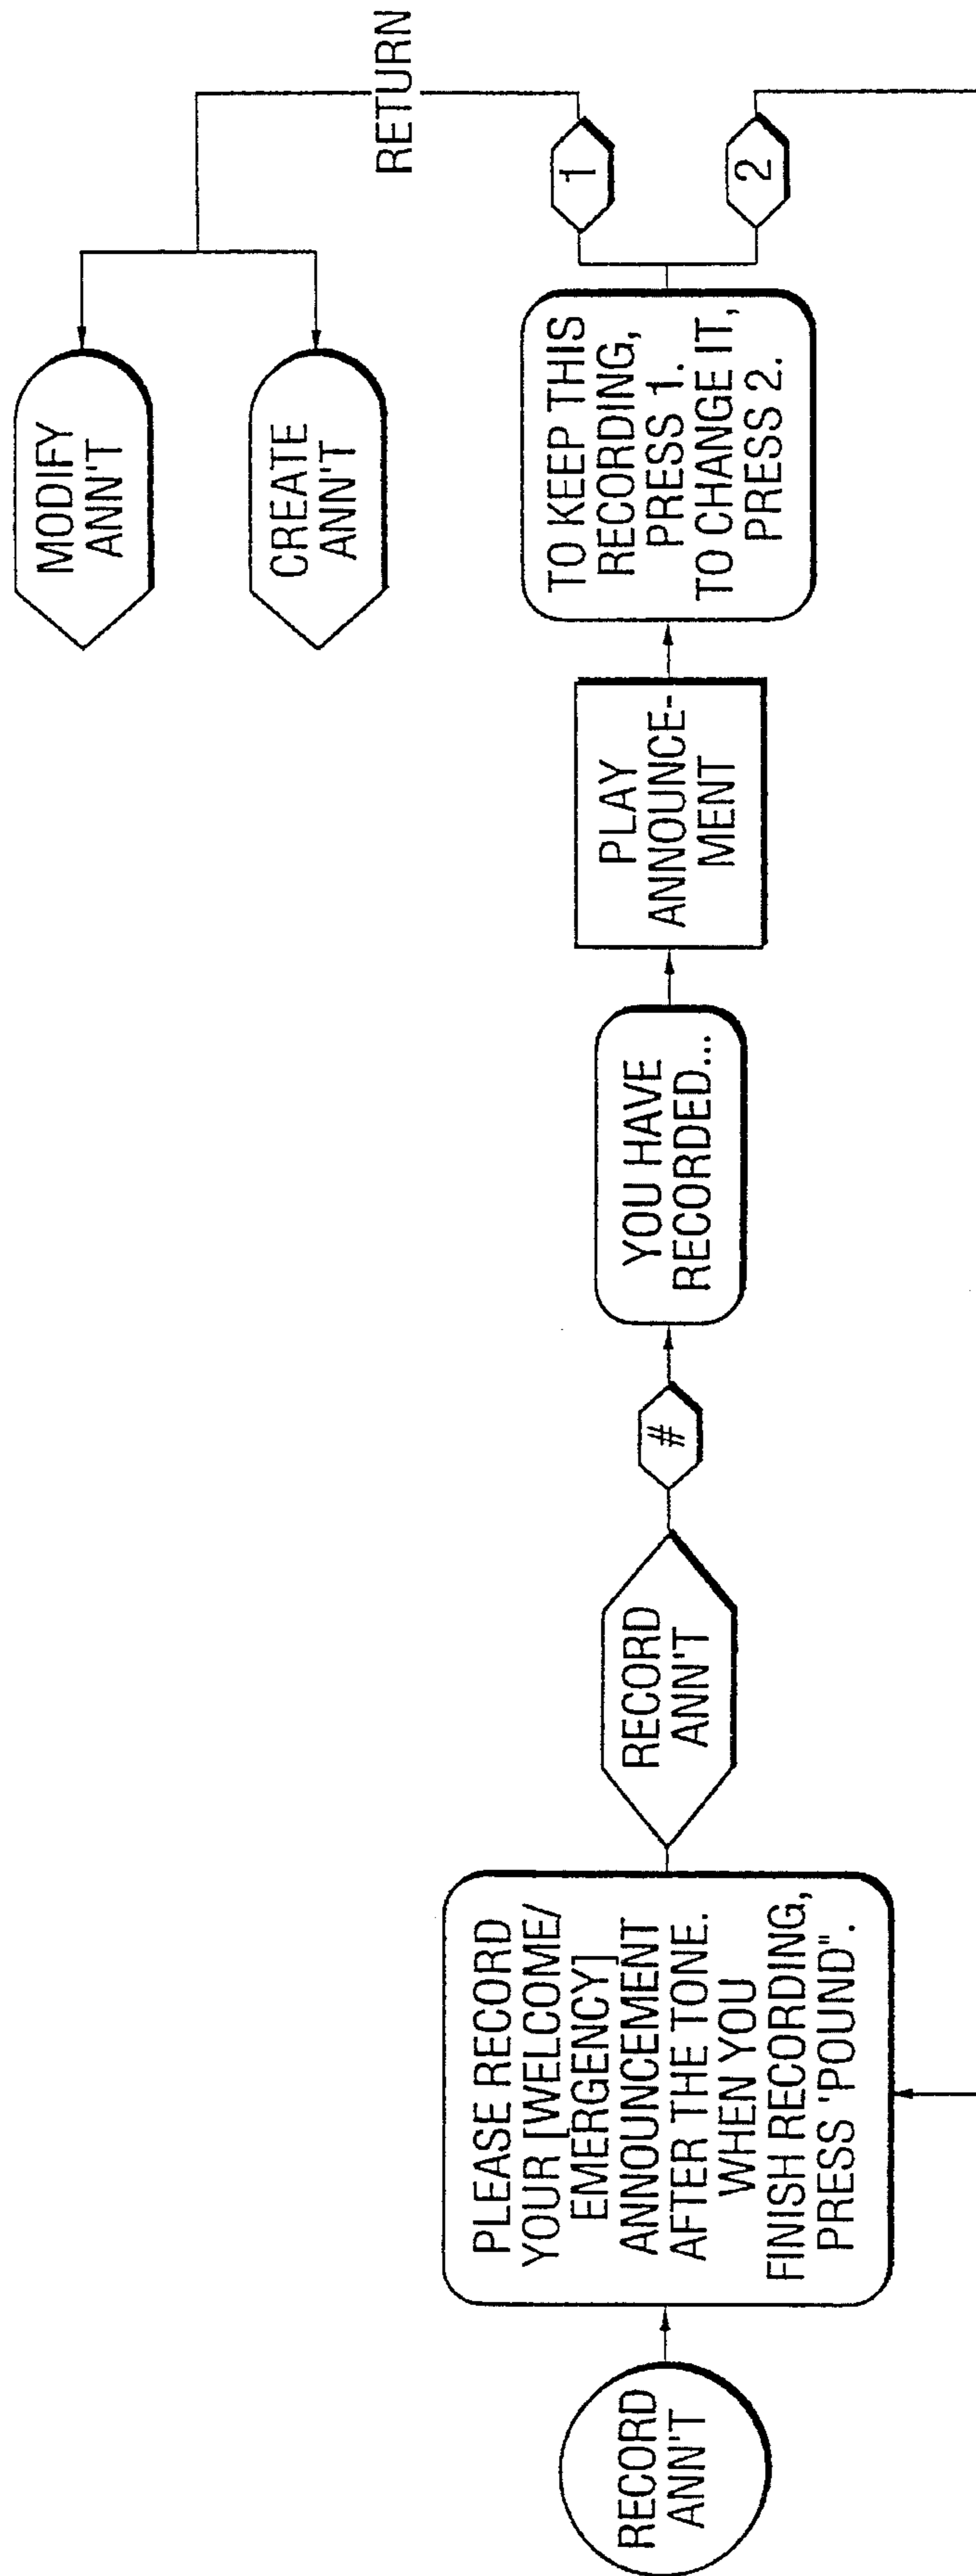 RECORD
ANN'T
PLEASE RECORD
YOUR [WELCOME/
EMERGENCY]
ANNOUNCEMENT
AFTER THE TONE.
WHEN YOU
FINISH RECORDING,
PRESS 'POUND".
RECORD
ANN'T
#
YOU HAVE
RECORDED...
PLAY
ANNOUNCE-
MENT
TO KEEP THIS
RECORDING,
PRESS 1.
TO CHANGE IT,
PRESS 2.
1
2
RETURN
MODIFY
ANN'T
CREATE
ANN'T